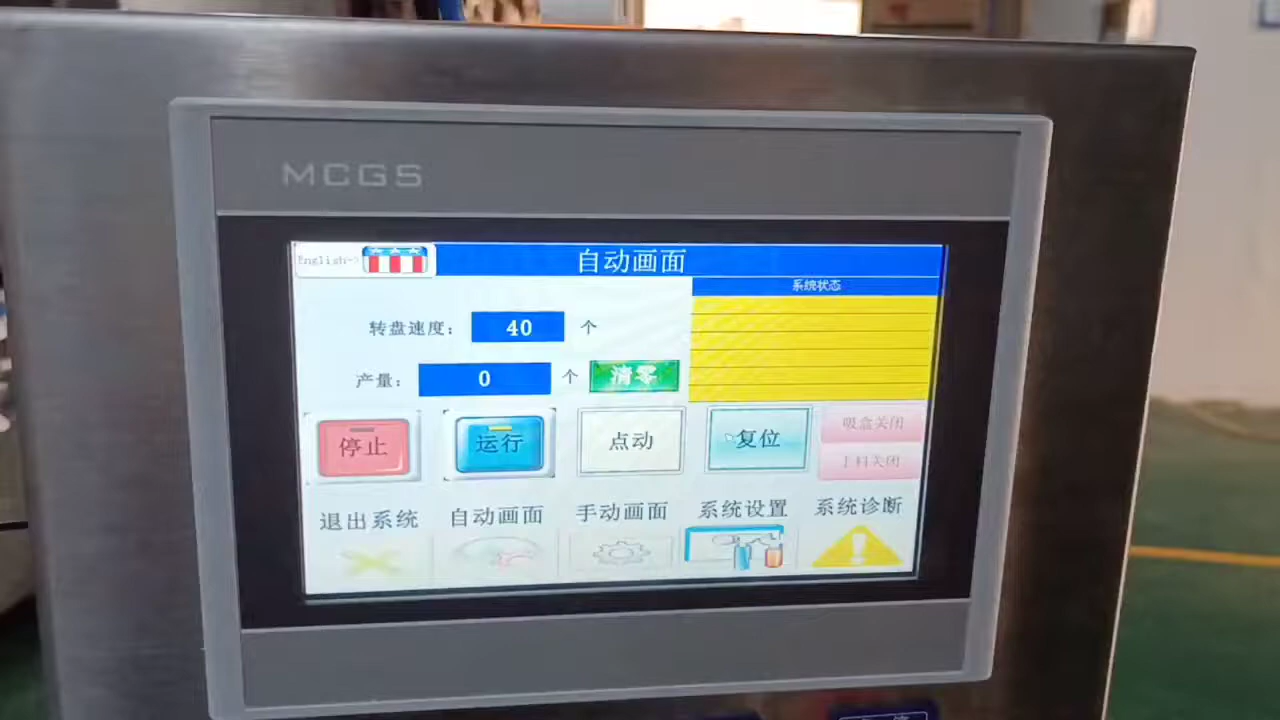 MCGS
English->
自动画面
系统状态
转盘速度： 40 个
产量： 0 个 清零
停止 运行 点动 复位 吸盒关闭
上料关闭
退出系统 自动画面 手动画面 系统设置 系统诊断